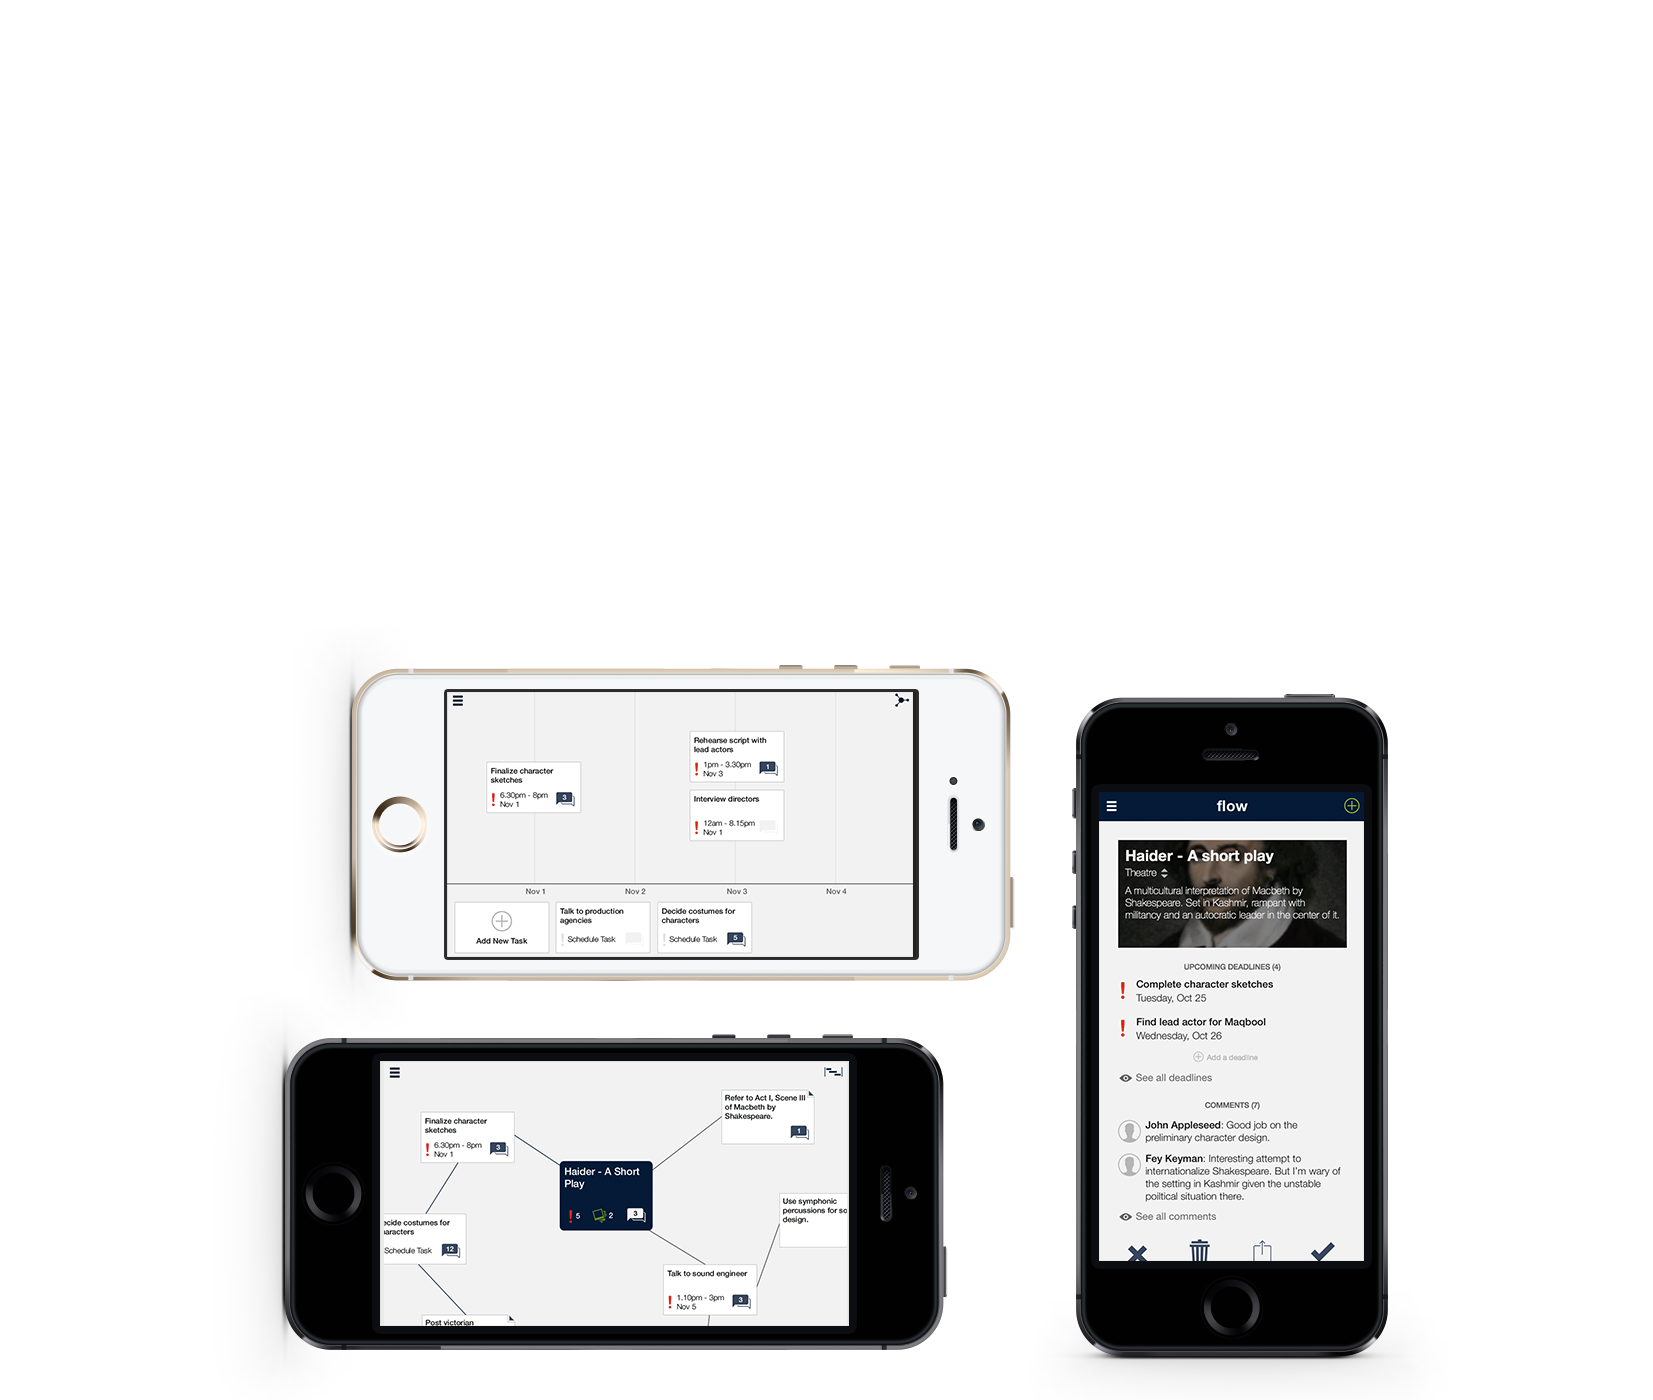 Rehearse script with
lead actors
1pm - 3.30pm
Nov 3
1
Finalize character
sketches
6.30pm - 8pm
Nov 1
3
Interview directors
12am - 8.15pm
Nov 1
Nov 1
Nov 2
Nov 3
Nov 4
Add New Task
Talk to production
agencies
Schedule Task
Decide costumes for
characters
Schedule Task
5
Refer to Act I, Scene III
of Macbeth by
Shakespeare.
1
Finalize character
sketches
6.30pm - 8pm
Nov 1
3
Haider - A Short
Play
5
2
3
Use symphonic
percussions for so
design.
ecide costumes for
aracters
Schedule Task
12
Talk to sound engineer
1.10pm - 3pm
Nov 5
3
Post victorian
flow
Haider - A short play
Theatre
A multicultural interpretation of Macbeth by
Shakespeare. Set in Kashmir, rampant with
militancy and an autocratic leader in the center of it.
UPCOMING DEADLINES (4)
Complete character sketches
Tuesday, Oct 25
Find lead actor for Maqbool
Wednesday, Oct 26
Add a deadline
See all deadlines
COMMENTS (7)
John Appleseed: Good job on the
preliminary character design.
Fey Keyman: Interesting attempt to
internationalize Shakespeare. But I'm wary of
the setting in Kashmir given the unstable
poiltical situation there.
See all comments